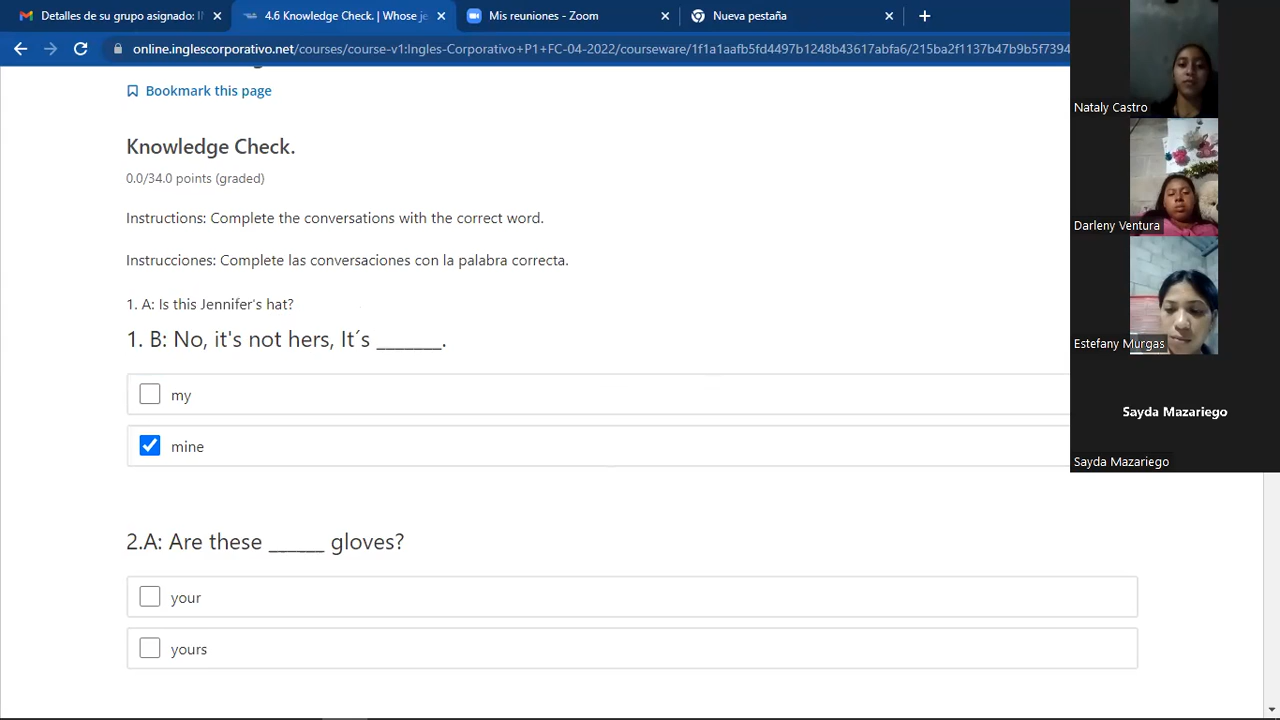 Detalles de su grupo asignado: I
4.6 Knowledge Check. | Whose je
Mis reuniones - Zoom
Nueva pestaña
online.inglescorporativo.net/courses/course-v1:Ingles-Corporativo+P1+FC-04-2022/courseware/1f1a1aafb5fd4497b1248b43617abfa6/215ba2f1137b47b9b5f7394
Bookmark this page
Knowledge Check.
0.0/34.0 points (graded)
Instructions: Complete the conversations with the correct word.
Instrucciones: Complete las conversaciones con la palabra correcta.
1. A: Is this Jennifer's hat?
1. B: No, it's not hers, It´s _______.
my
mine
2.A: Are these ______ gloves?
your
yours
Nataly Castro
Darleny Ventura
Estefany Murgas
Sayda Mazariego
Sayda Mazariego